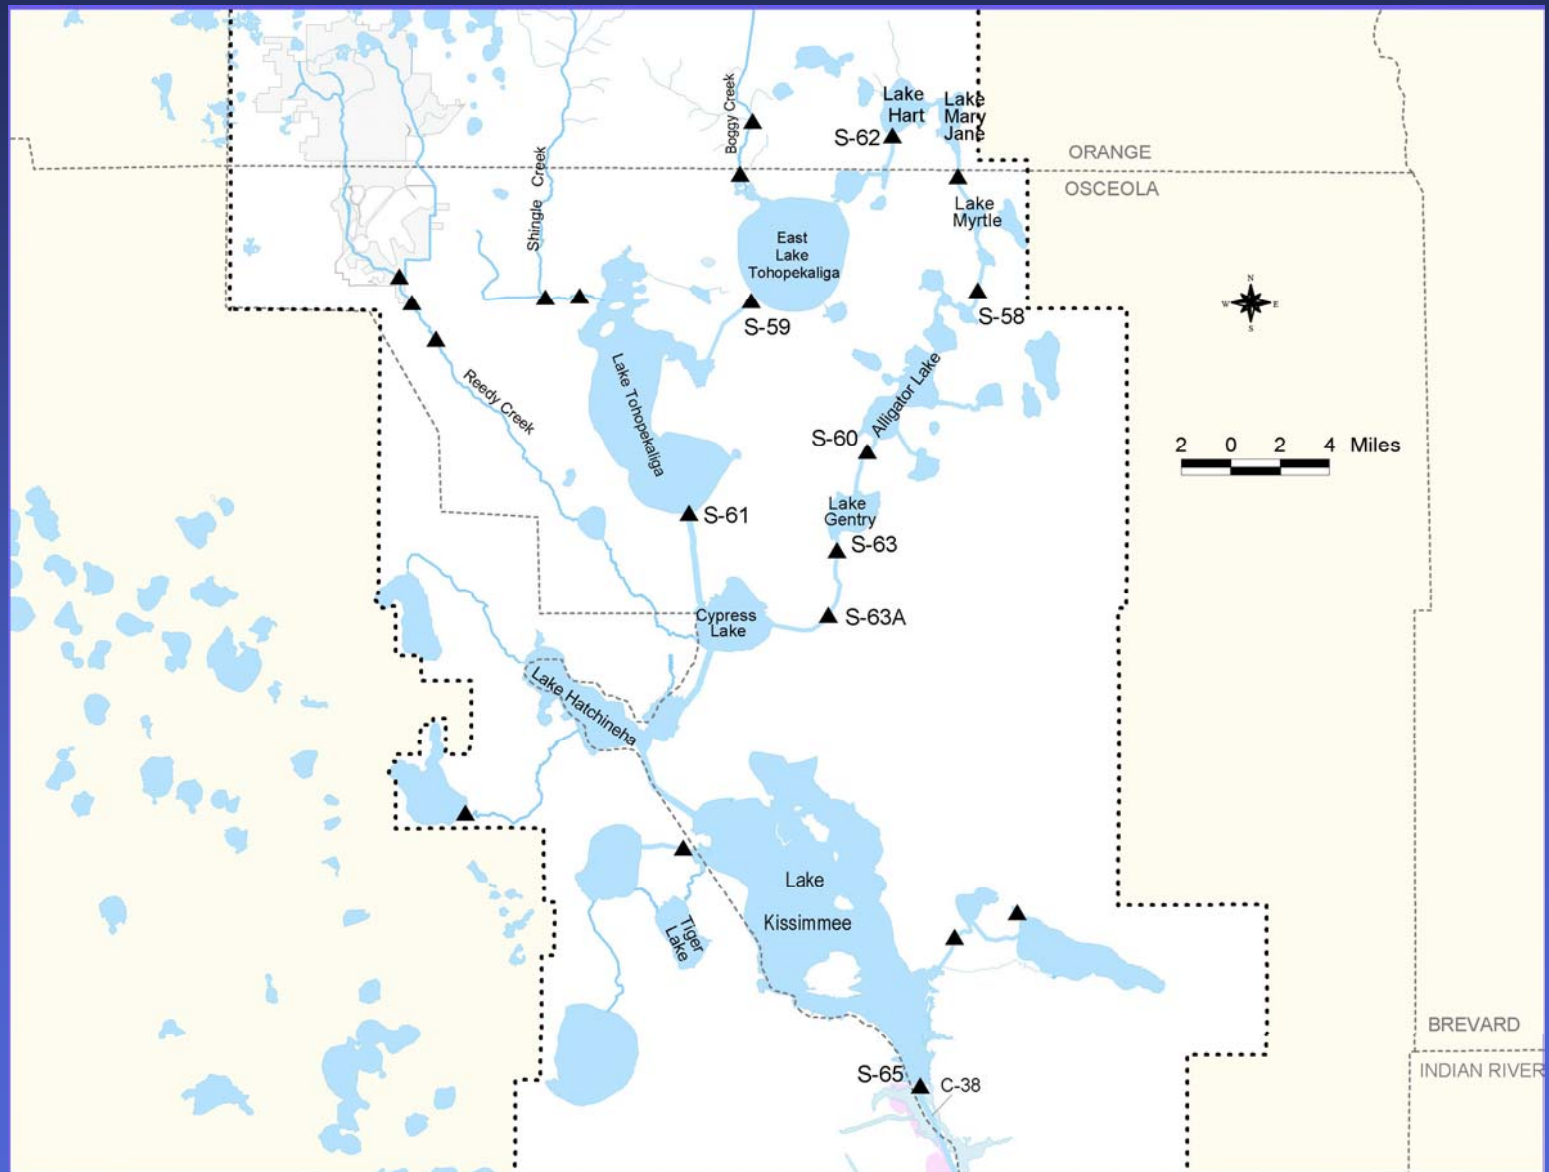 Lake
Hart
Lake
Mary
Jane
S-62
Boggy Creek
ORANGE
OSCEOLA
Shingle Creek
Lake
Myrtle
East
Lake
Tohopekaliga
N
W
E
S
S-59
S-58
Lake Tohopekaliga
Reedy Creek
Alligator Lake
S-60
2 0 2 4 Miles
Lake
Gentry
S-61
S-63
Cypress
Lake
S-63A
Lake Hatchineha
Lake
Kissimmee
Tiger
Lake
BREVARD
INDIAN RIVER
S-65
C-38